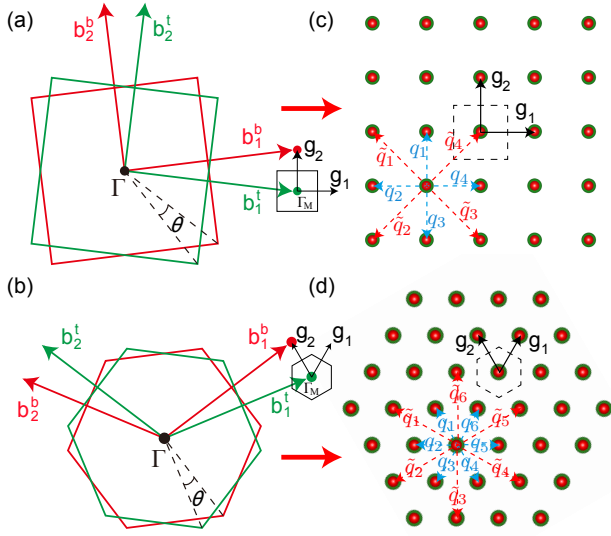 (a)
b₂ᵇ
b₂ᵗ
b₁ᵇ
g₂
g₁
Γ
Γ_M
b₁ᵗ
θ
(c)
g₂
g₁
q̃₁
q₁
q̃₄
q₂
q₄
q̃₂
q₃
q̃₃
(b)
b₂ᵗ
b₁ᵇ
g₂
g₁
b₂ᵇ
Γ_M
b₁ᵗ
Γ
θ
(d)
g₂
g₁
q̃₆
q̃₁
q₁
q₆
q̃₅
q₂
q₅
q̃₂
q₃
q₄
q̃₄
q̃₃